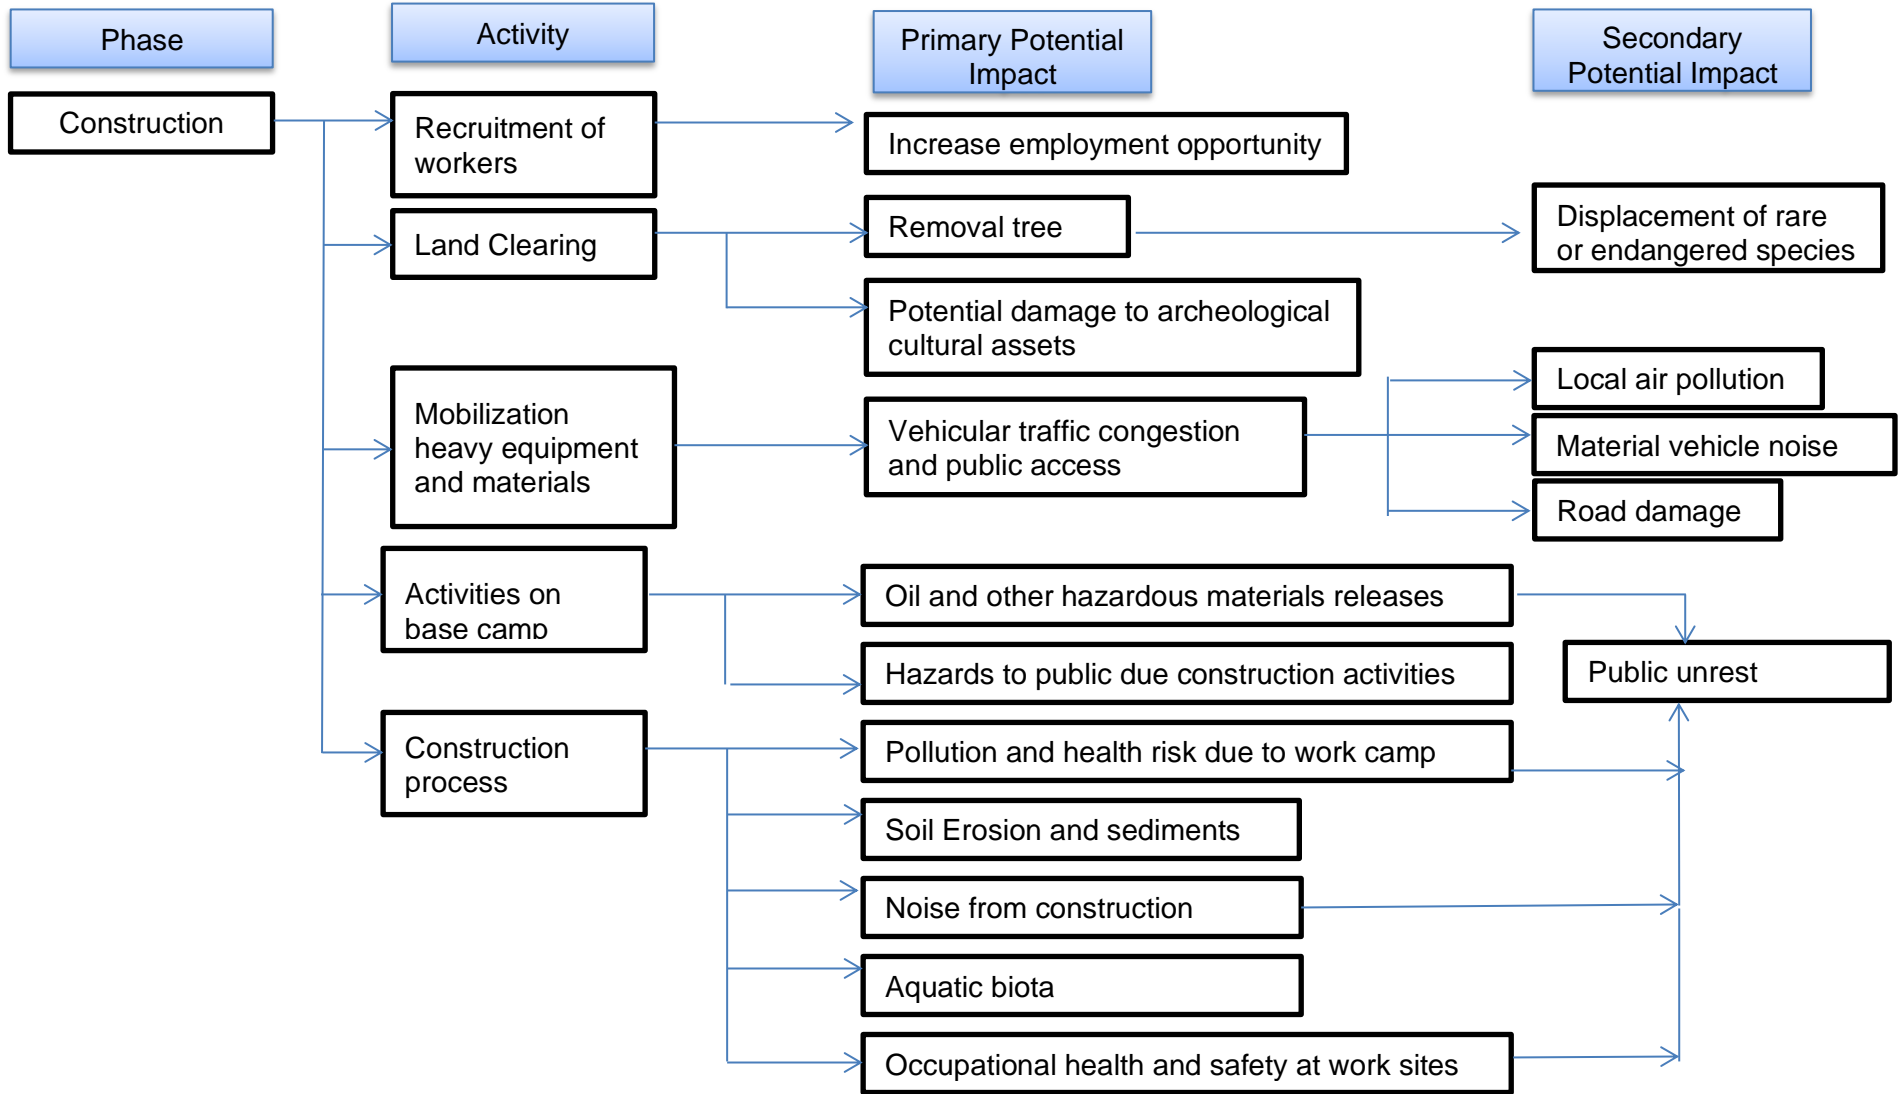 Phase
Activity
Primary Potential
Impact
Secondary
Potential Impact
Construction
Recruitment of
workers
Increase employment opportunity
Land Clearing
Removal tree
Displacement of rare
or endangered species
Potential damage to archeological
cultural assets
Mobilization
heavy equipment
and materials
Vehicular traffic congestion
and public access
Local air pollution
Material vehicle noise
Road damage
Activities on
base camp
Oil and other hazardous materials releases
Hazards to public due construction activities
Public unrest
Construction
process
Pollution and health risk due to work camp
Soil Erosion and sediments
Noise from construction
Aquatic biota
Occupational health and safety at work sites